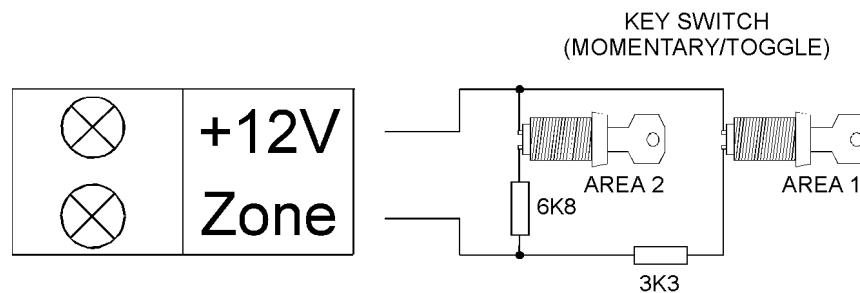 KEY SWITCH
(MOMENTARY/TOGGLE)
+12V
Zone
AREA 2
AREA 1
6K8
3K3